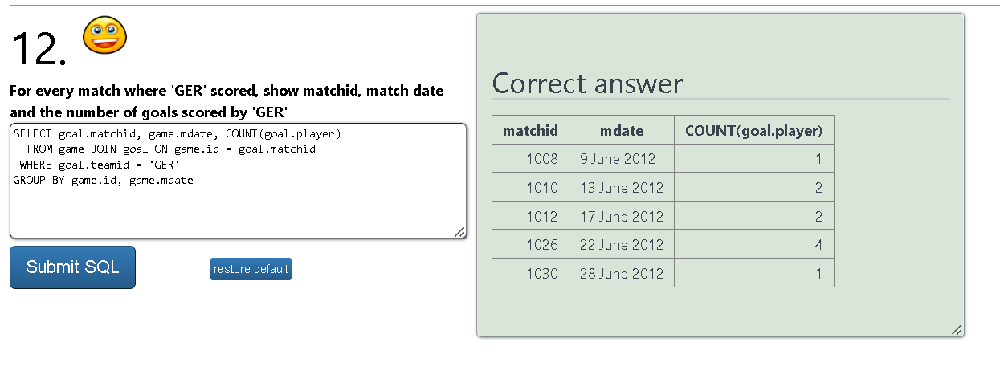 12.
For every match where 'GER' scored, show matchid, match date
and the number of goals scored by 'GER'
SELECT goal.matchid, game.mdate, COUNT(goal.player)
FROM game JOIN goal ON game.id = goal.matchid
WHERE goal.teamid = 'GER'
GROUP BY game.id, game.mdate
Submit SQL
restore default
Correct answer
matchid mdate COUNT(goal.player)
1008 9 June 2012 1
1010 13 June 2012 2
1012 17 June 2012 2
1026 22 June 2012 4
1030 28 June 2012 1